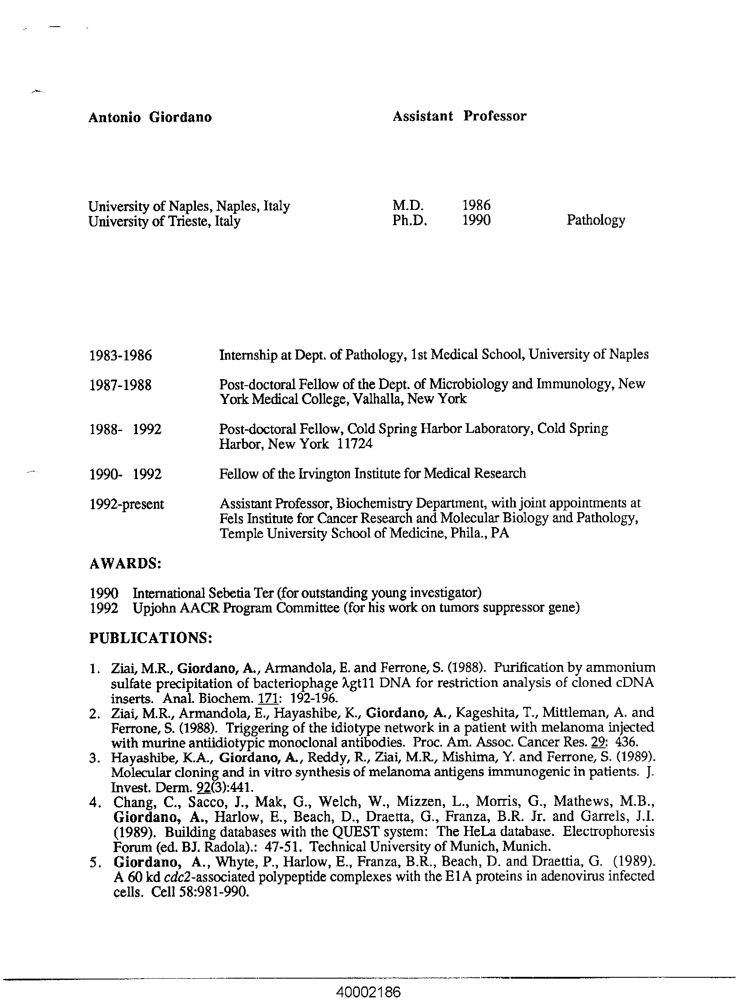 Antonio Giordano Assistant Professor
University of Naples, Naples, Italy M.D. 1986
University of Trieste, Italy Ph.D. 1990 Pathology
1983-1986 Internship at Dept. of Pathology, 1st Medical School, University of Naples
1987-1988 Post-doctoral Fellow of the Dept. of Microbiology and Immunology, New
York Medical College, Valhalla, New York
1988- 1992 Post-doctoral Fellow, Cold Spring Harbor Laboratory, Cold Spring
Harbor, New York 11724
1990- 1992 Fellow of the Irvington Institute for Medical Research
1992-present Assistant Professor, Biochemistry Department, with joint appointments at
Fels Institute for Cancer Research and Molecular Biology and Pathology,
Temple University School of Medicine, Phila., PA
AWARDS:
1990 International Sebetia Ter (for outstanding young investigator)
1992 Upjohn AACR Program Committee (for his work on tumors suppressor gene)
PUBLICATIONS:
1. Ziai, M.R., Giordano, A., Armandola, E. and Ferrone, S. (1988). Purification by ammonium
sulfate precipitation of bacteriophage λgt11 DNA for restriction analysis of cloned cDNA
inserts. Anal. Biochem. 171: 192-196.
2. Ziai, M.R., Armandola, E., Hayashibe, K., Giordano, A., Kageshita, T., Mittleman, A. and
Ferrone, S. (1988). Triggering of the idiotype network in a patient with melanoma injected
with murine antiidiotypic monoclonal antibodies. Proc. Am. Assoc. Cancer Res. 29: 436.
3. Hayashibe, K.A., Giordano, A., Reddy, R., Ziai, M.R., Mishima, Y. and Ferrone, S. (1989).
Molecular cloning and in vitro synthesis of melanoma antigens immunogenic in patients. J.
Invest. Derm. 92(3):441.
4. Chang, C., Sacco, J., Mak, G., Welch, W., Mizzen, L., Morris, G., Mathews, M.B.,
Giordano, A., Harlow, E., Beach, D., Draetta, G., Franza, B.R. Jr. and Garrels, J.I.
(1989). Building databases with the QUEST system: The HeLa database. Electrophoresis
Forum (ed. BJ. Radola).: 47-51. Technical University of Munich, Munich.
5. Giordano, A., Whyte, P., Harlow, E., Franza, B.R., Beach, D. and Draettia, G. (1989).
A 60 kd cdc2-associated polypeptide complexes with the E1A proteins in adenovirus infected
cells. Cell 58:981-990.
40002186